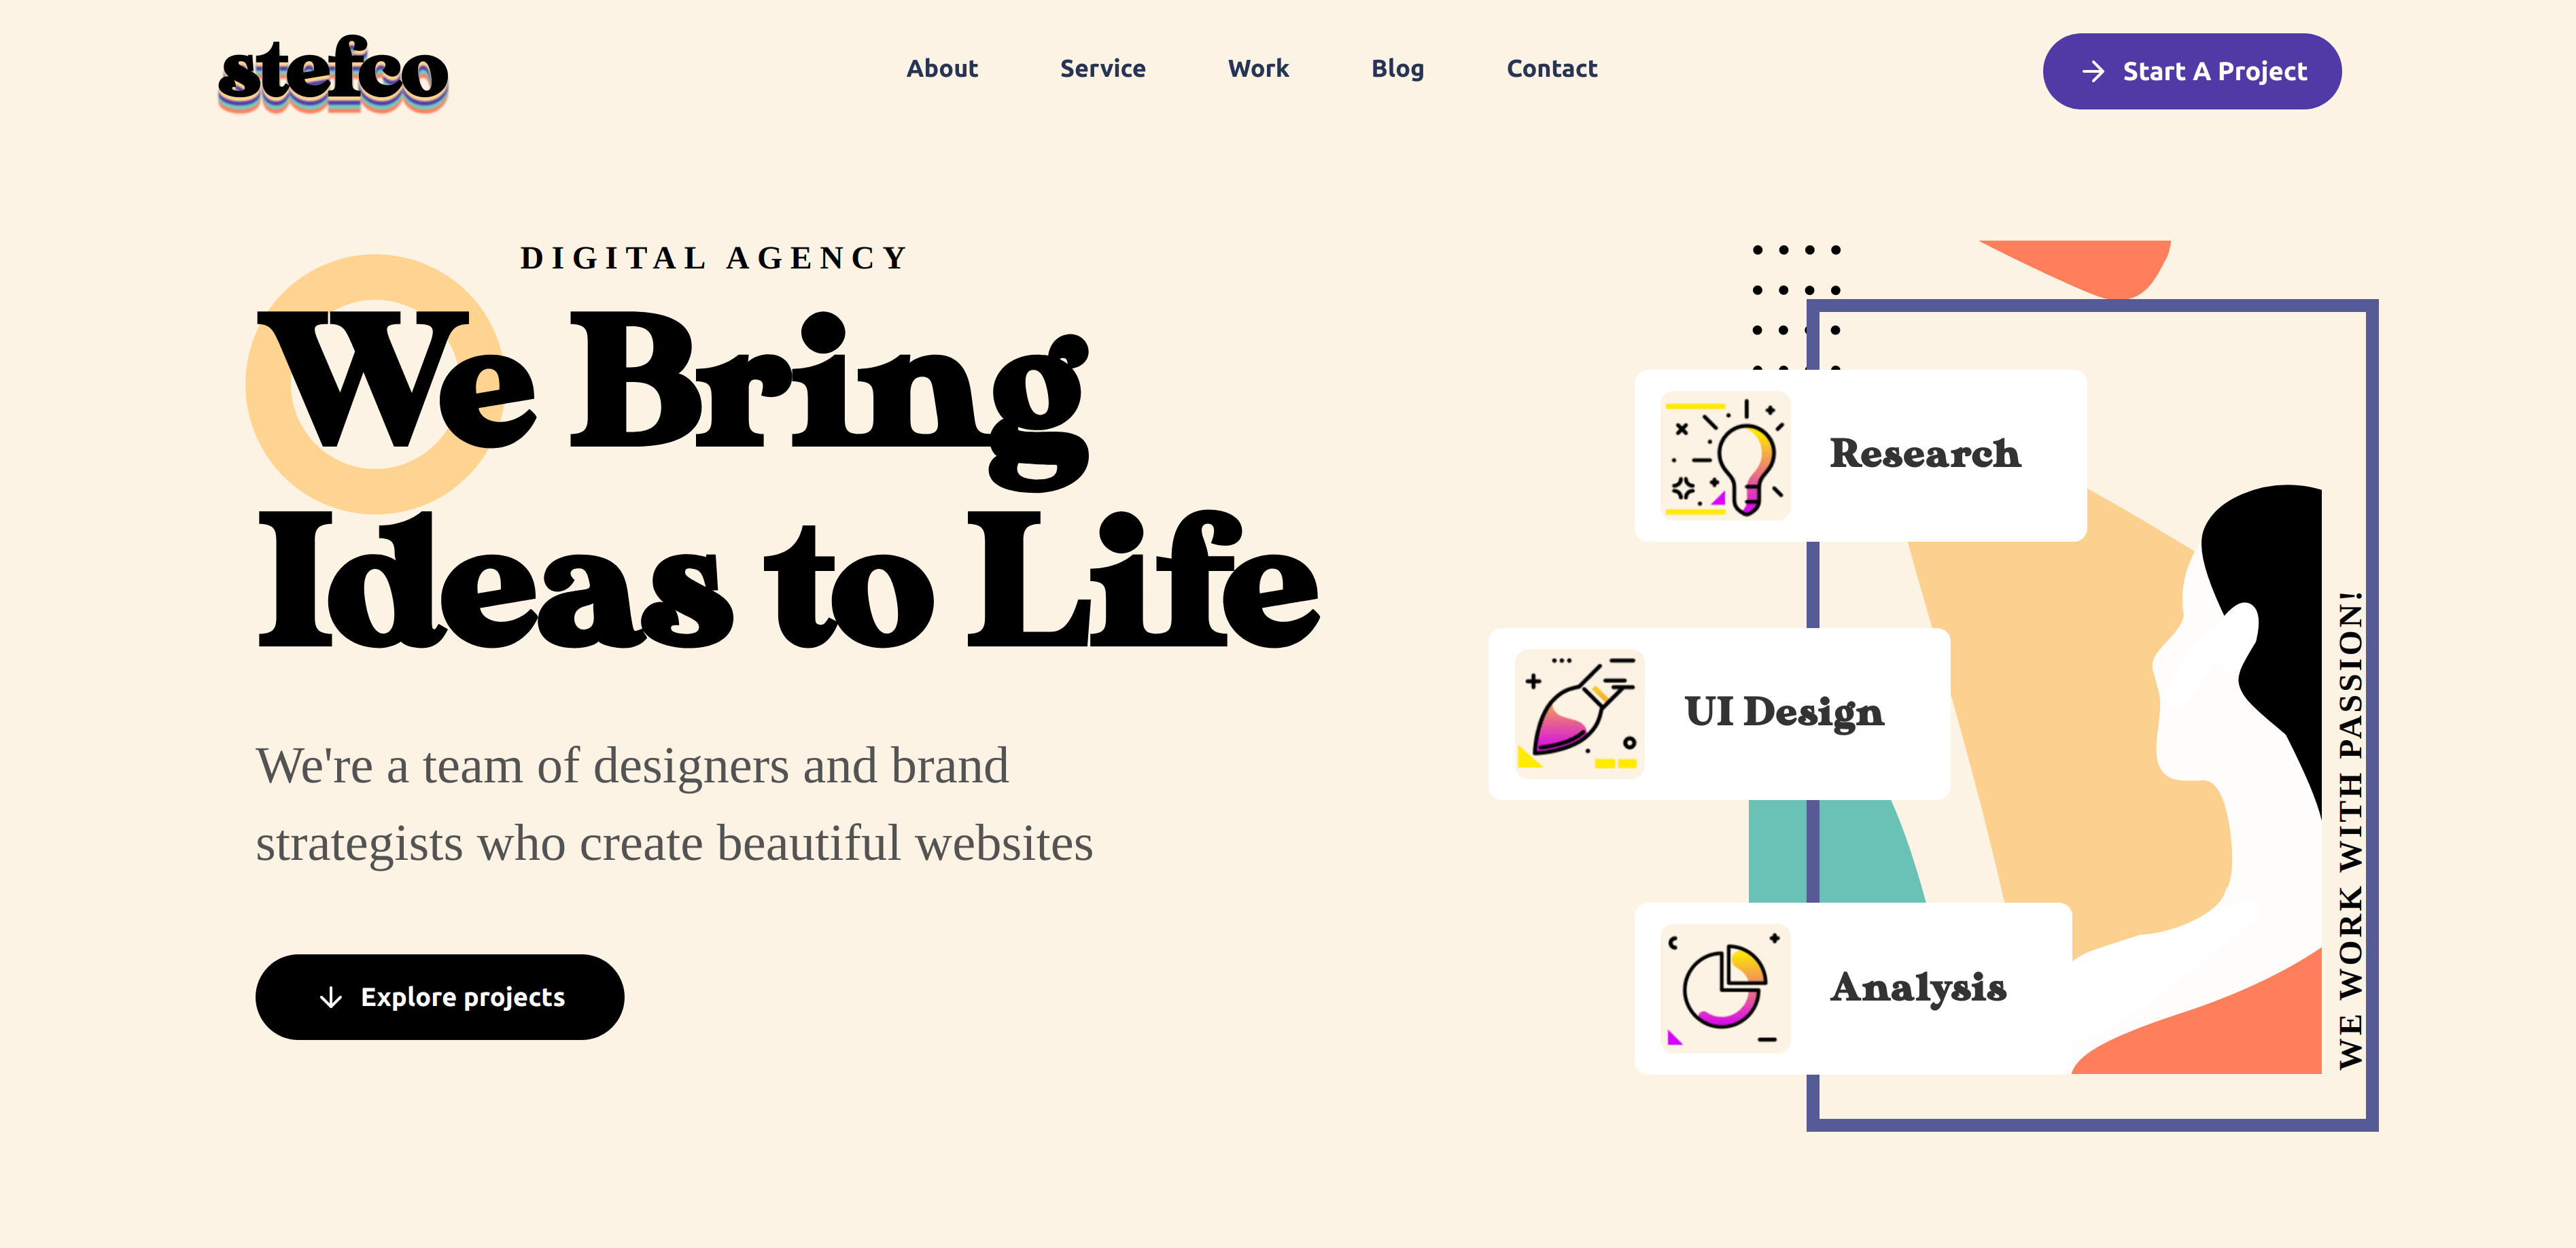 stefco
About
Service
Work
Blog
Contact
Start A Project
DIGITAL AGENCY
We Bring
Ideas to Life
We're a team of designers and brand
strategists who create beautiful websites
Explore projects
Research
UI Design
Analysis
WE WORK WITH PASSION!